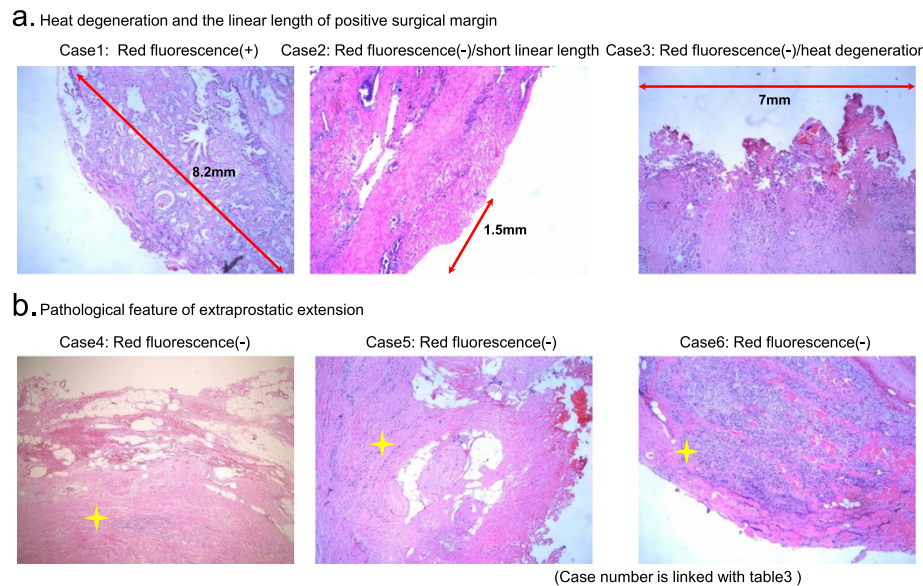 a. Heat degeneration and the linear length of positive surgical margin
Case1: Red fluorescence(+) Case2: Red fluorescence(-)/short linear length Case3: Red fluorescence(-)/heat degeneration
8.2mm
1.5mm
7mm
b. Pathological feature of extraprostatic extension
Case4: Red fluorescence(-) Case5: Red fluorescence(-) Case6: Red fluorescence(-)
(Case number is linked with table3 )